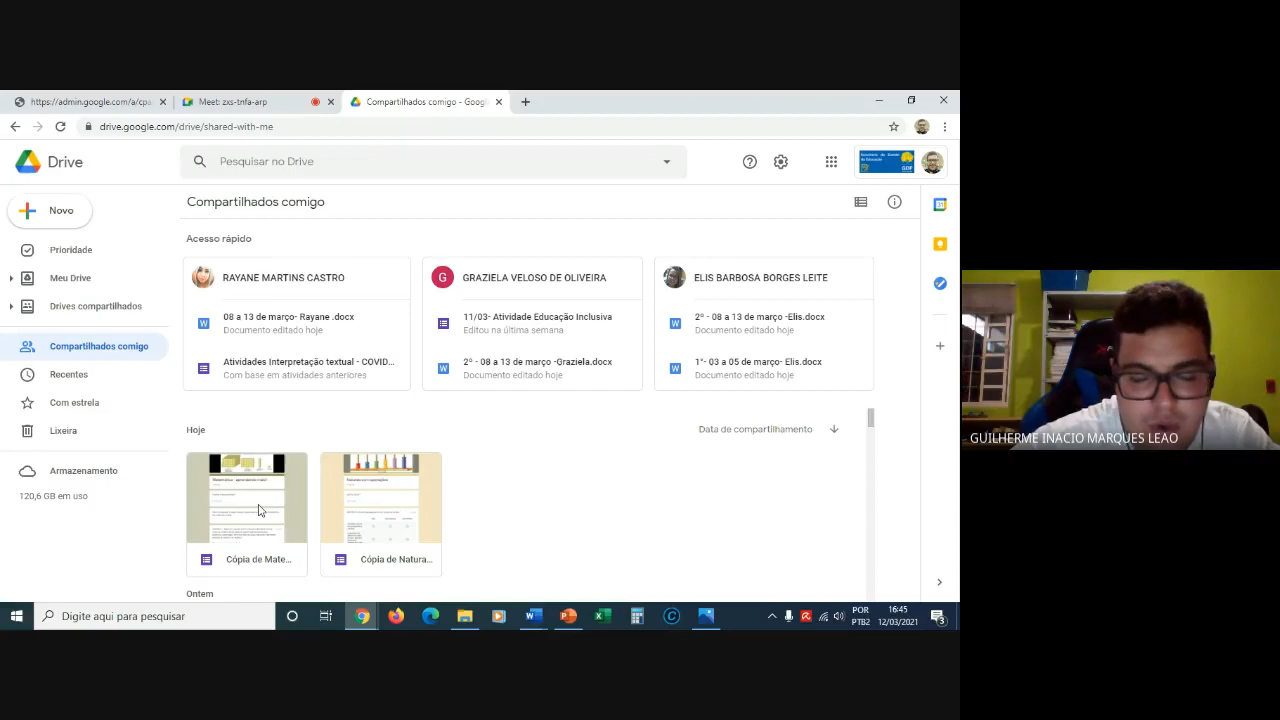 https://admin.google.com/a/cpa
Meet: zxs-tnfa-arp
Compartilhados comigo - Googl
drive.google.com/drive/shared-with-me
Drive
Pesquisar no Drive
Novo
Compartilhados comigo
Prioridade
Acesso rápido
Meu Drive
RAYANE MARTINS CASTRO
G
GRAZIELA VELOSO DE OLIVEIRA
ELIS BARBOSA BORGES LEITE
Drives compartilhados
08 a 13 de março- Rayane .docx
Documento editado hoje
11/03- Atividade Educação Inclusiva
Editou na última semana
2º - 08 a 13 de março -Elis.docx
Documento editado hoje
Compartilhados comigo
Atividades Interpretação textual - COVID...
Com base em atividades anteriores
2º - 08 a 13 de março -Graziela.docx
Documento editado hoje
1°- 03 a 05 de março- Elis.docx
Documento editado hoje
Recentes
Com estrela
Lixeira
Hoje
Data de compartilhamento
Armazenamento
120,6 GB em uso
Cópia de Mate...
Cópia de Natura...
Ontem
GUILHERME INACIO MARQUES LEAO
Digite aqui para pesquisar
POR
PTB2
16:45
12/03/2021
3